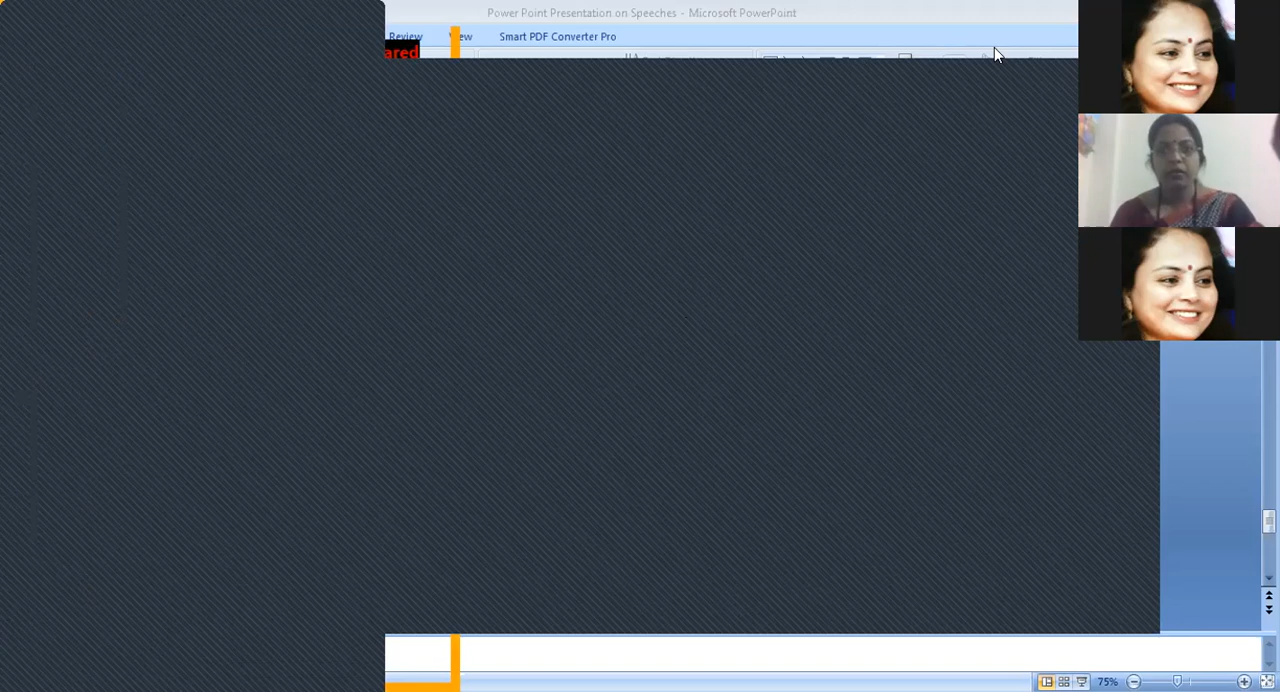 Power Point Presentation on Speeches - Microsoft PowerPoint
Review
Smart PDF Converter Pro
75%